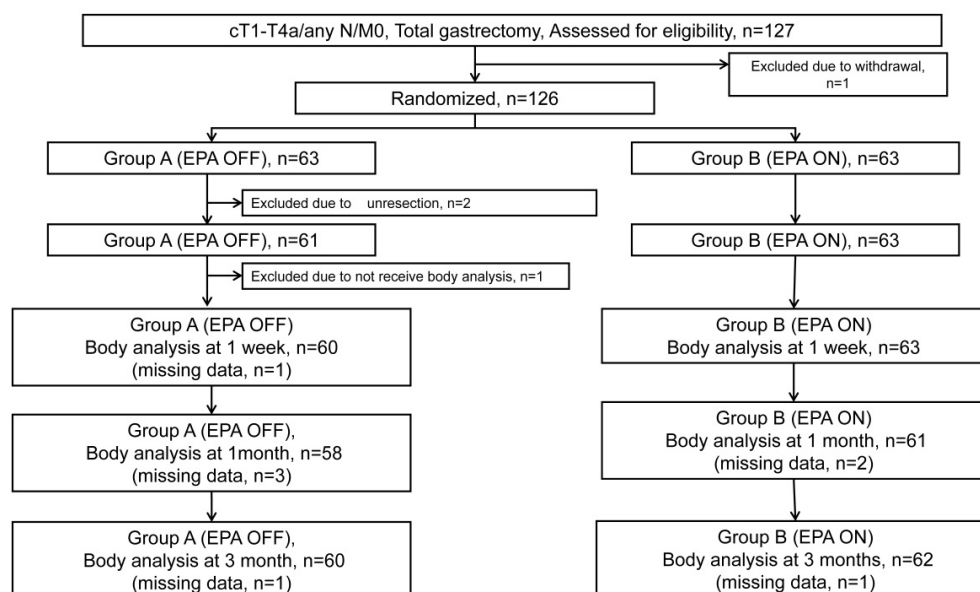 cT1-T4a/any N/M0, Total gastrectomy, Assessed for eligibility, n=127
Excluded due to withdrawal,
n=1
Randomized, n=126
Group A (EPA OFF), n=63
Group B (EPA ON), n=63
Excluded due to unresection, n=2
Group A (EPA OFF), n=61
Group B (EPA ON), n=63
Excluded due to not receive body analysis, n=1
Group A (EPA OFF)
Body analysis at 1 week, n=60
(missing data, n=1)
Group B (EPA ON)
Body analysis at 1 week, n=63
Group A (EPA OFF),
Body analysis at 1month, n=58
(missing data, n=3)
Group B (EPA ON)
Body analysis at 1 month, n=61
(missing data, n=2)
Group A (EPA OFF),
Body analysis at 3 month, n=60
(missing data, n=1)
Group B (EPA ON)
Body analysis at 3 months, n=62
(missing data, n=1)